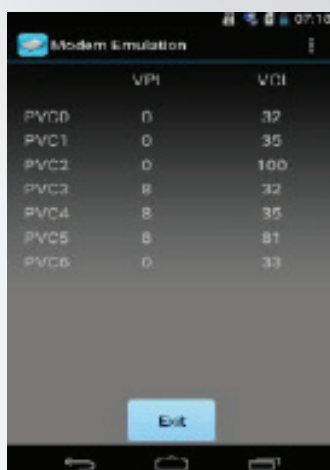 07:18
Modem Emulation
VPI VCI
PVC0 0 32
PVC1 0 35
PVC2 0 100
PVC3 8 32
PVC4 8 35
PVC5 8 81
PVC6 0 33
Exit